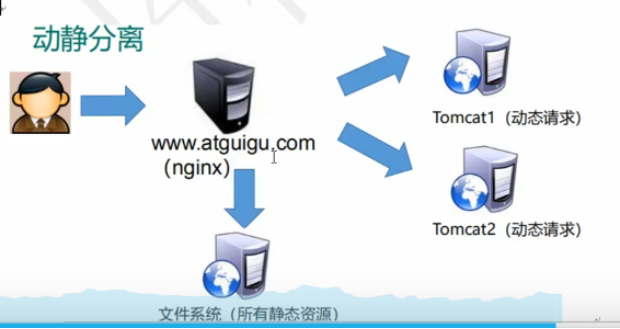 动静分离
Tomcat1（动态请求）
www.atguigu.com
（nginx）
Tomcat2（动态请求）
文件系统（所有静态资源）